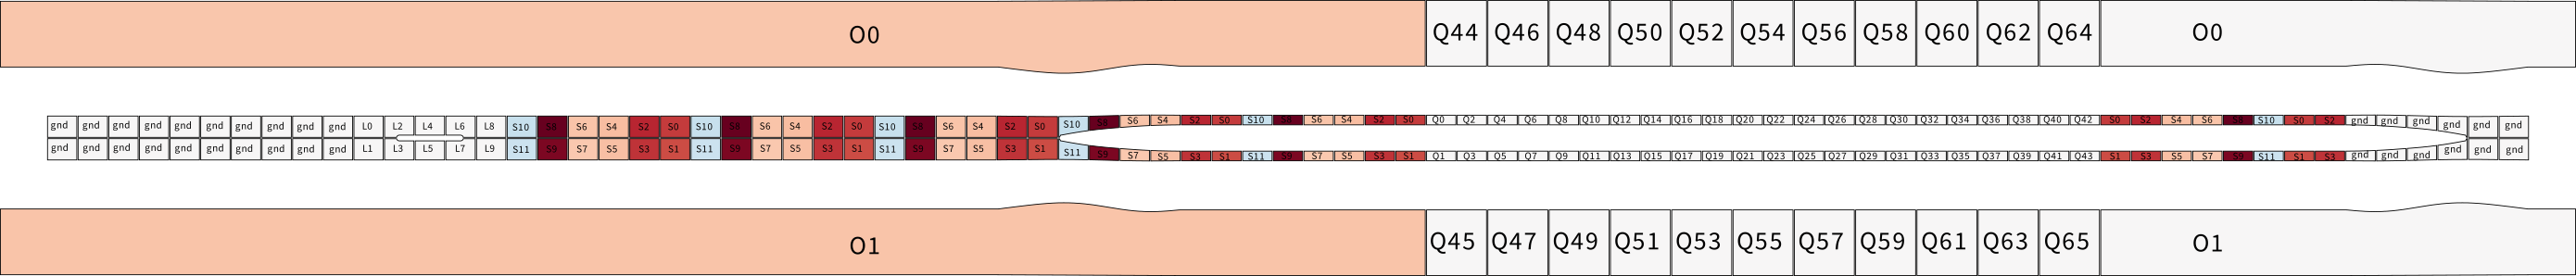 O0 Q44 Q46 Q48 Q50 Q52 Q54 Q56 Q58 Q60 Q62 Q64 O0
gnd gnd gnd gnd gnd gnd gnd gnd gnd gnd L0 L2 L4 L6 L8 S10 S8 S6 S4 S2 S0 S10 S8 S6 S4 S2 S0 S10 S8 S6 S4 S2 S0 S10 S8 S6 S4 S2 S0 S10 S8 S6 S4 S2 S0 Q0 Q2 Q4 Q6 Q8 Q10 Q12 Q14 Q16 Q18 Q20 Q22 Q24 Q26 Q28 Q30 Q32 Q34 Q36 Q38 Q40 Q42 S0 S2 S4 S6 S8 S10 S0 S2 gnd gnd gnd gnd gnd gnd
gnd gnd gnd gnd gnd gnd gnd gnd gnd gnd L1 L3 L5 L7 L9 S11 S9 S7 S5 S3 S1 S11 S9 S7 S5 S3 S1 S11 S9 S7 S5 S3 S1 S11 S9 S7 S5 S3 S1 S11 S9 S7 S5 S3 S1 Q1 Q3 Q5 Q7 Q9 Q11 Q13 Q15 Q17 Q19 Q21 Q23 Q25 Q27 Q29 Q31 Q33 Q35 Q37 Q39 Q41 Q43 S1 S3 S5 S7 S9 S11 S1 S3 gnd gnd gnd gnd gnd gnd
O1 Q45 Q47 Q49 Q51 Q53 Q55 Q57 Q59 Q61 Q63 Q65 O1